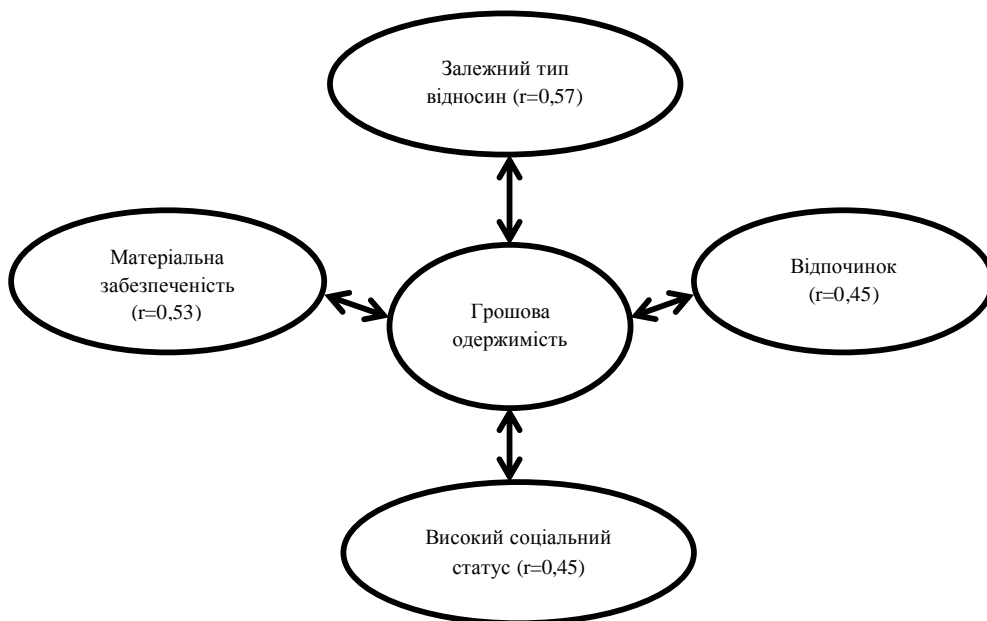 Залежний тип
відносин (r=0,57)
Матеріальна
забезпеченість
(r=0,53)
Відпочинок
(r=0,45)
Грошова
одержимість
Високий соціальний
статус (r=0,45)